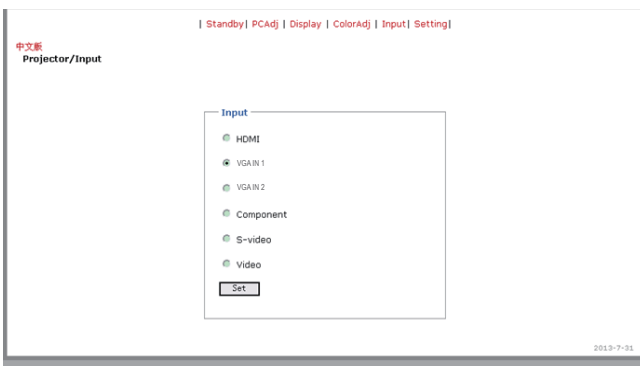 | Standby| PCAdj | Display | ColorAdj | Input| Setting|
中文版
Projector/Input
Input
HDMI
VGA IN 1
VGA IN 2
Component
S-video
Video
Set
2013-7-31